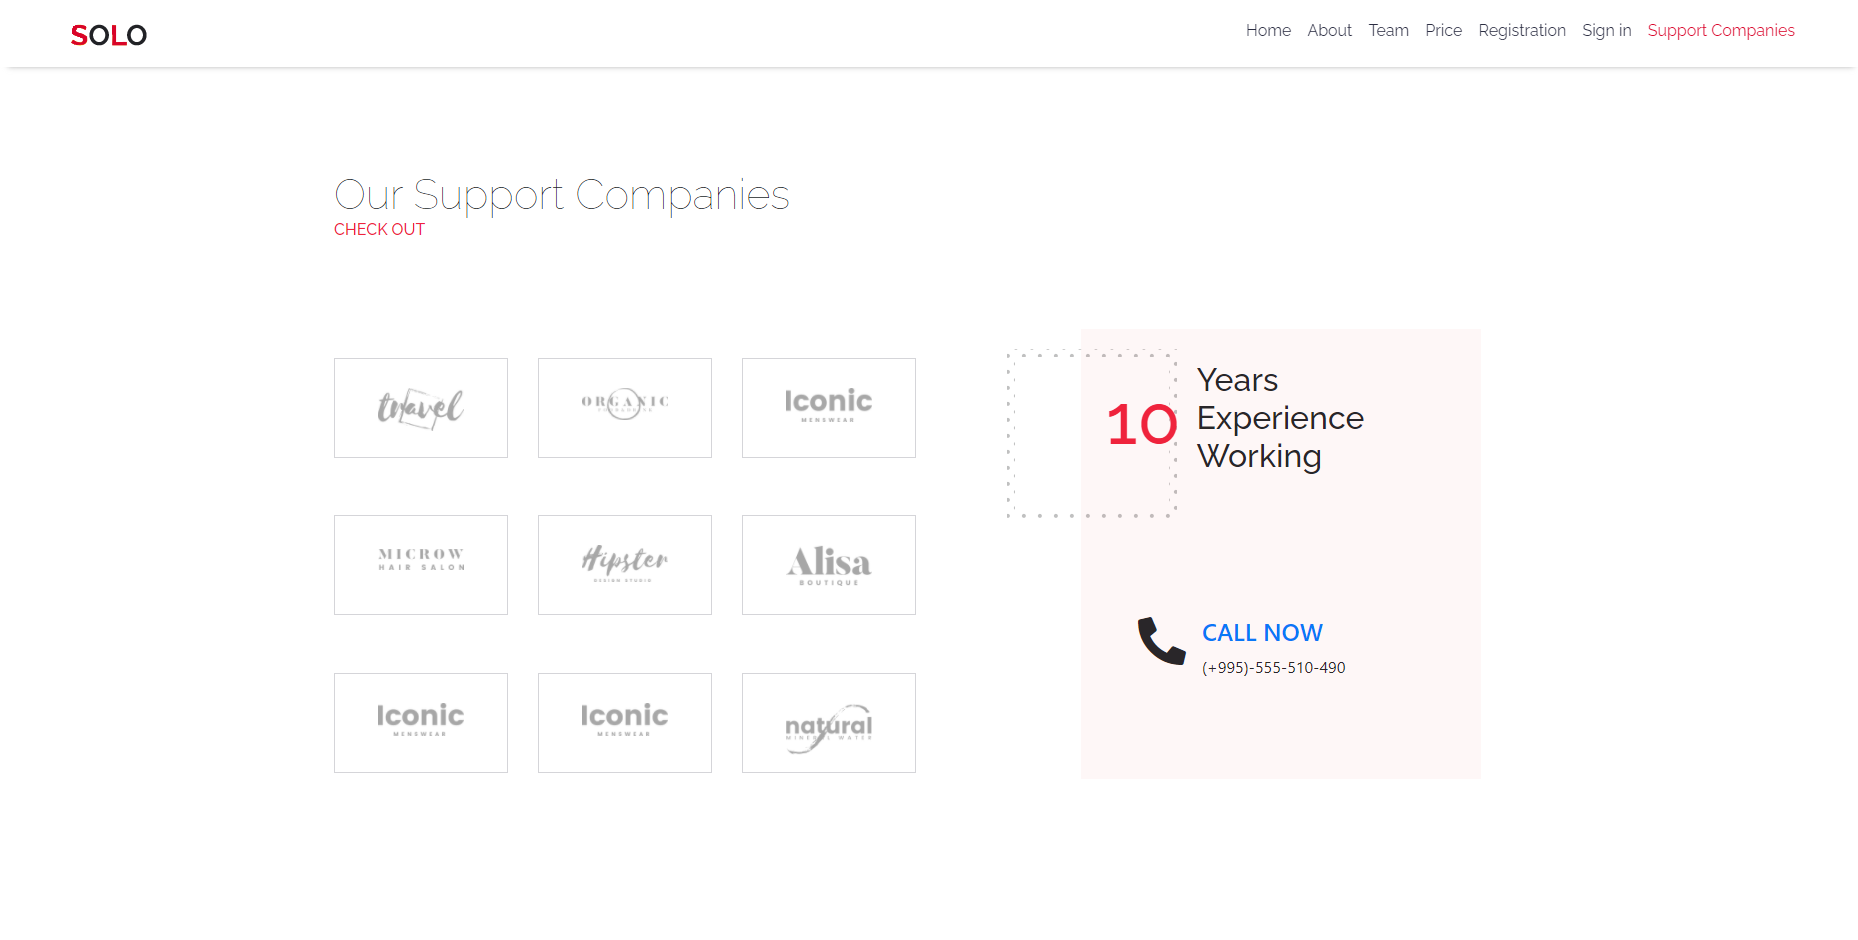 SOLO
Home About Team Price Registration Sign in Support Companies
Our Support Companies
CHECK OUT
travel
ORGANIC
Iconic
MENSWEAR
MICROW
HAIR SALON
Hipster
DESIGN STUDIO
Alisa
BOUTIQUE
Iconic
MENSWEAR
Iconic
MENSWEAR
natural
MINERAL WATER
10
Years
Experience
Working
CALL NOW
(+995)-555-510-490